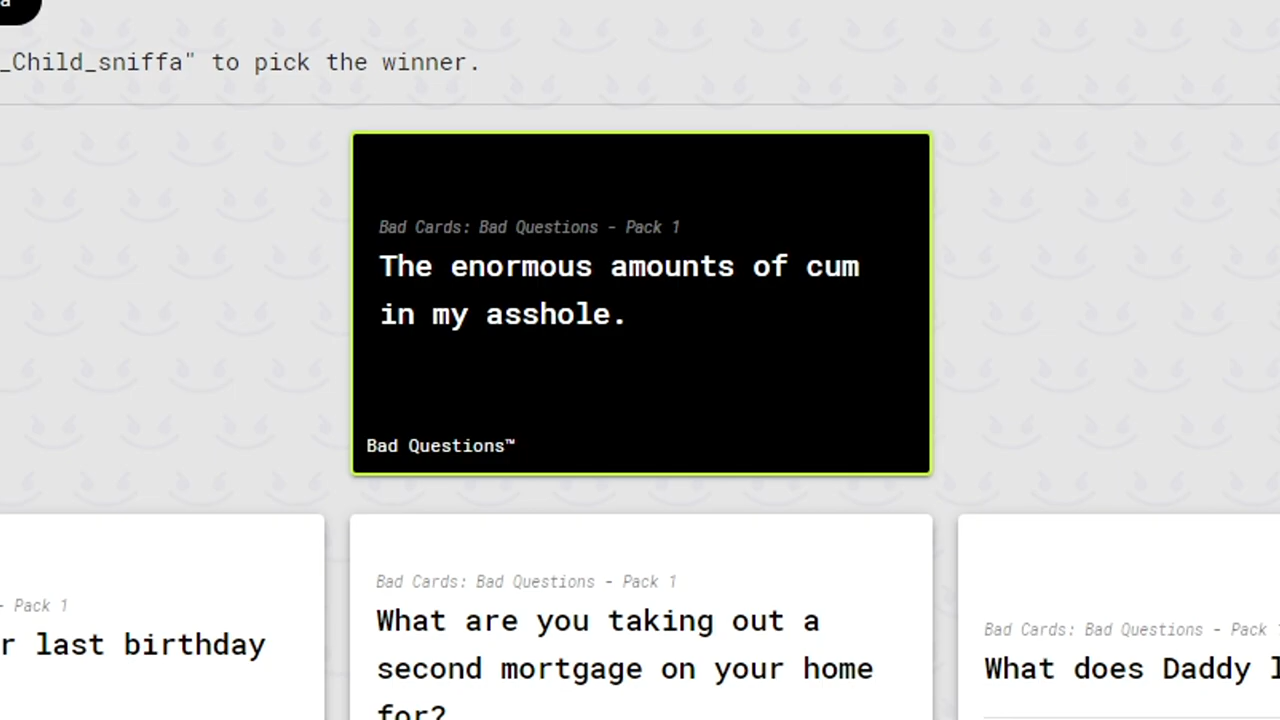 a
_Child_sniffa" to pick the winner.
Bad Cards: Bad Questions - Pack 1
The enormous amounts of cum
in my asshole.
Bad Questions™
- Pack 1
r last birthday
Bad Cards: Bad Questions - Pack 1
What are you taking out a
second mortgage on your home
for?
Bad Cards: Bad Questions - Pack
What does Daddy l